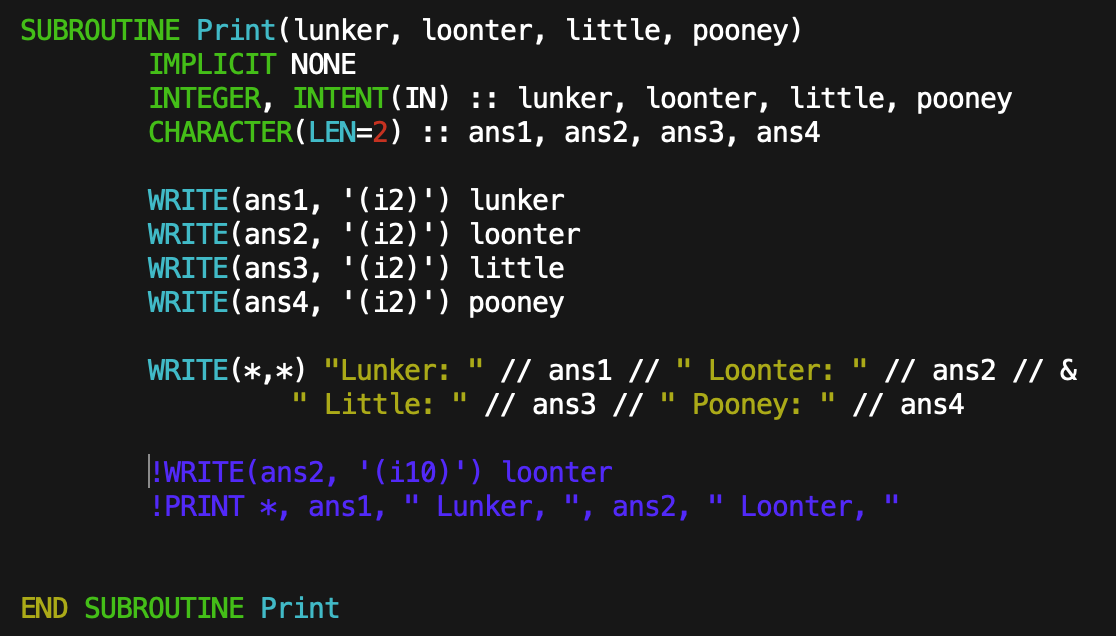 SUBROUTINE Print(lunker, loonter, little, pooney)
        IMPLICIT NONE
        INTEGER, INTENT(IN) :: lunker, loonter, little, pooney
        CHARACTER(LEN=2) :: ans1, ans2, ans3, ans4

        WRITE(ans1, '(i2)') lunker
        WRITE(ans2, '(i2)') loonter
        WRITE(ans3, '(i2)') little
        WRITE(ans4, '(i2)') pooney

        WRITE(*,*) "Lunker: " // ans1 // " Loonter: " // ans2 // &
                 " Little: " // ans3 // " Pooney: " // ans4

        !WRITE(ans2, '(i10)') loonter
        !PRINT *, ans1, " Lunker, ", ans2, " Loonter, "


END SUBROUTINE Print